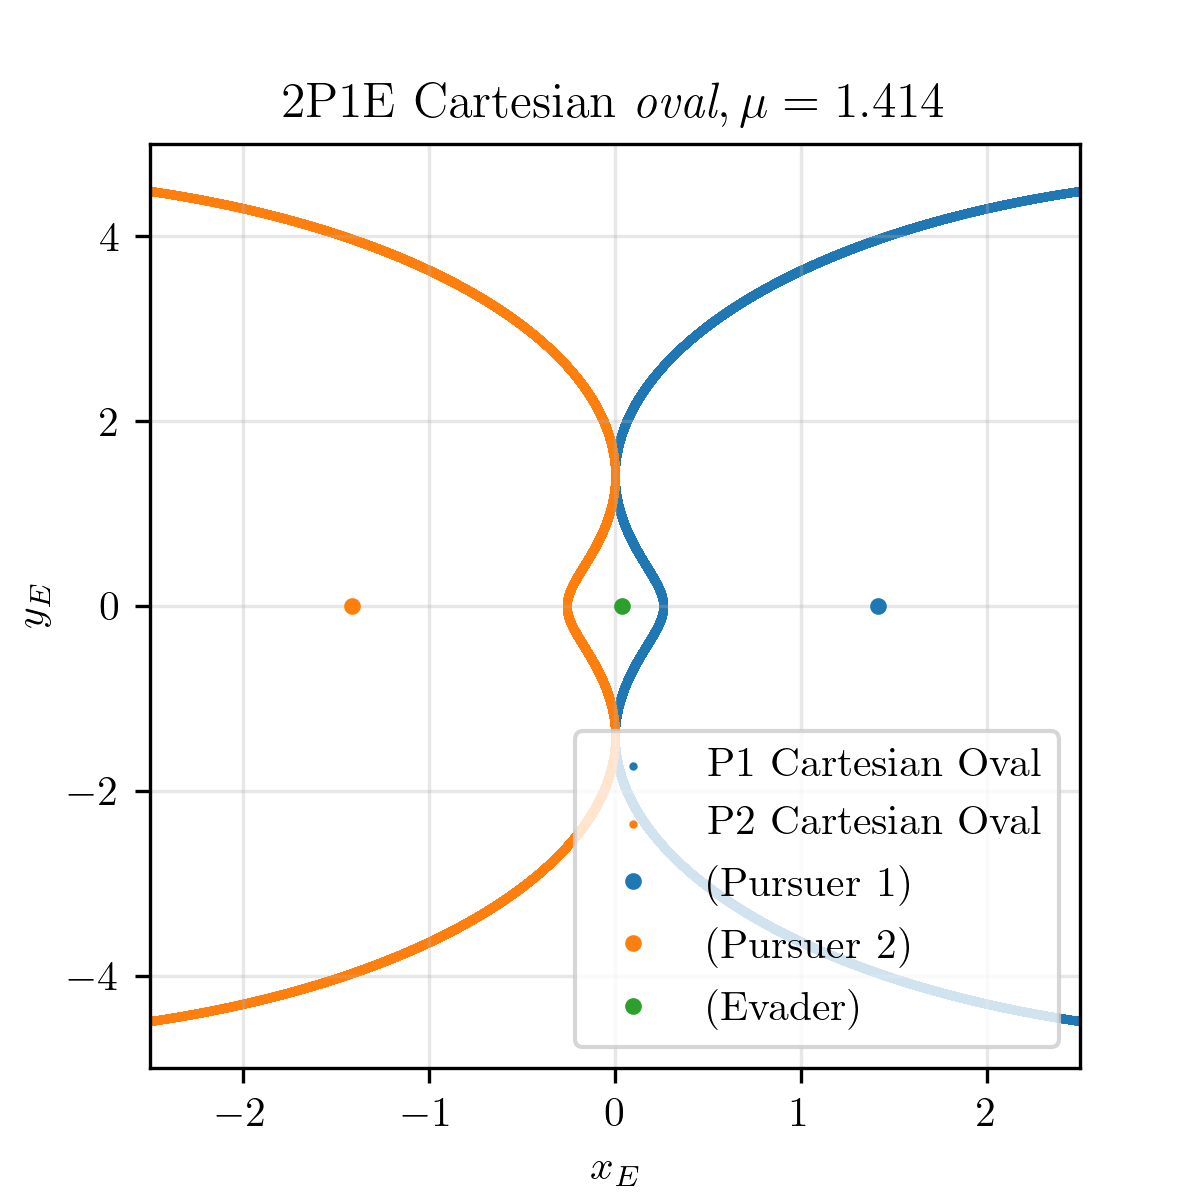 2P1E Cartesian oval, μ = 1.414
4
2
0
−2
−4
y_E
P1 Cartesian Oval
P2 Cartesian Oval
(Pursuer 1)
(Pursuer 2)
(Evader)
−2 −1 0 1 2
x_E